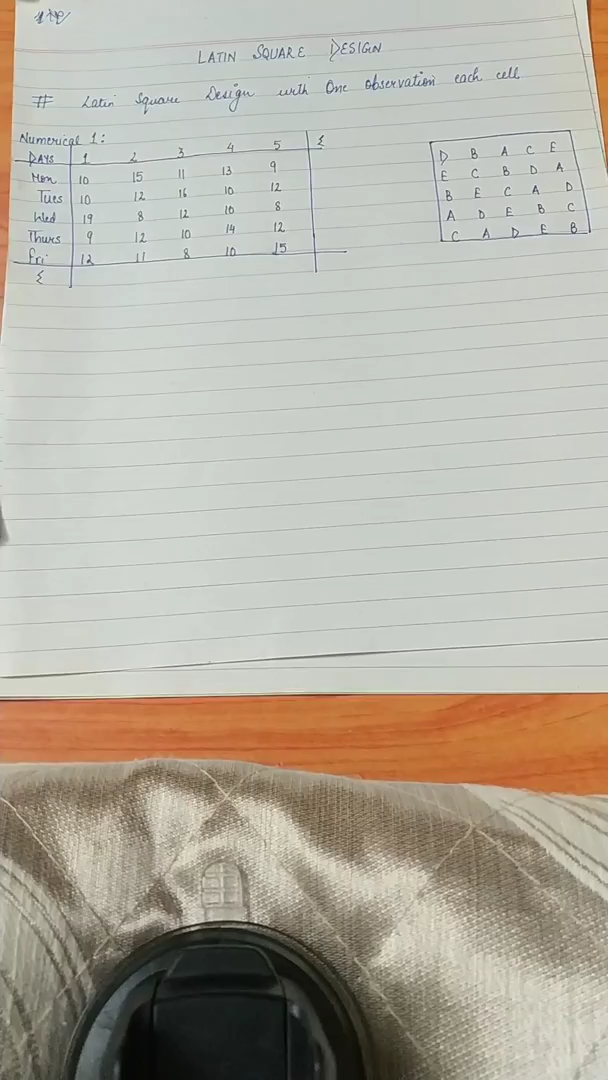 LATIN SQUARE DESIGN
# Latin Square Design with One observation each cell
Numerical 1:
DAYS 1 2 3 4 5 Σ
Mon 10 15 11 13 9
Tues 10 12 16 10 12
Wed 19 8 12 10 8
Thurs 9 12 10 14 12
Fri 12 11 8 10 15
Σ
D B A C E
E C B D A
B E C A D
A D E B C
C A D E B